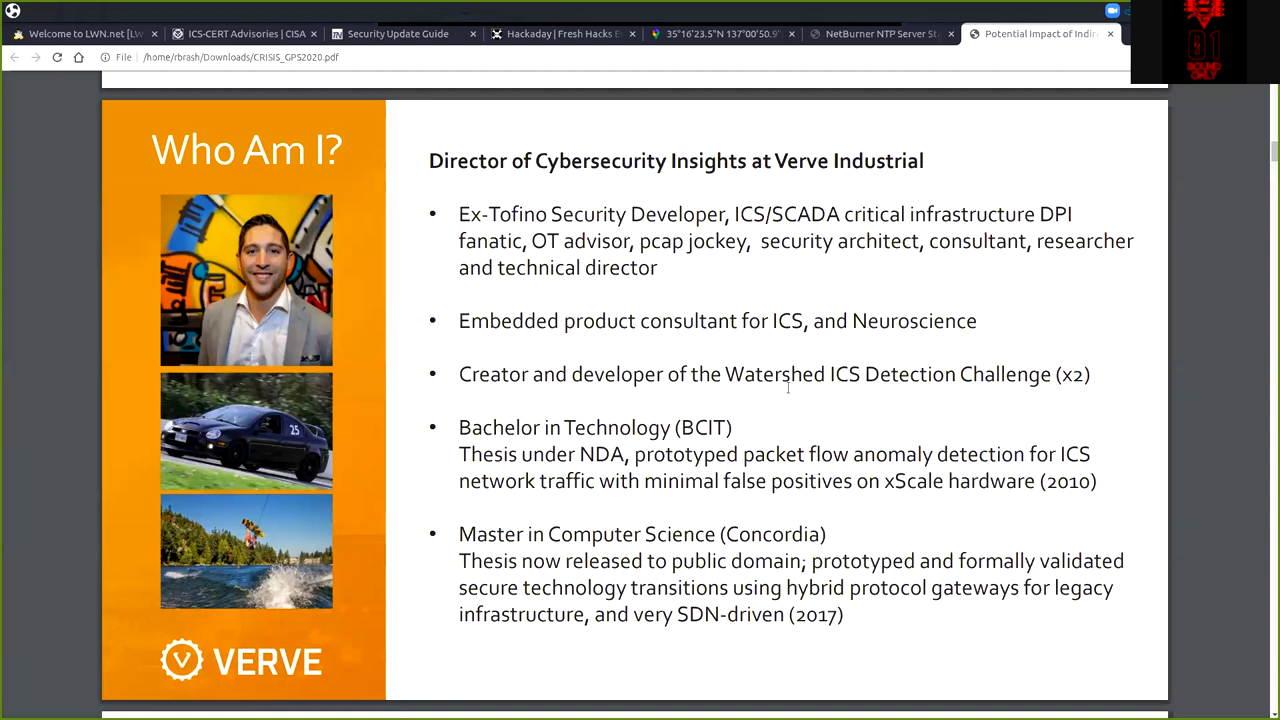 Welcome to LWN.net [LW
ICS-CERT Advisories | CISA
Security Update Guide
Hackaday | Fresh Hacks E
35°16'23.5"N 137°00'50.9"
NetBurner NTP Server St
Potential Impact of Indire
File
/home/rbrash/Downloads/CRISIS_GPS2020.pdf
01
BOUND
ONLY
Who Am I?
25
VERVE
Director of Cybersecurity Insights at Verve Industrial
• Ex-Tofino Security Developer, ICS/SCADA critical infrastructure DPI
fanatic, OT advisor, pcap jockey, security architect, consultant, researcher
and technical director
• Embedded product consultant for ICS, and Neuroscience
• Creator and developer of the Watershed ICS Detection Challenge (x2)
• Bachelor in Technology (BCIT)
Thesis under NDA, prototyped packet flow anomaly detection for ICS
network traffic with minimal false positives on xScale hardware (2010)
• Master in Computer Science (Concordia)
Thesis now released to public domain; prototyped and formally validated
secure technology transitions using hybrid protocol gateways for legacy
infrastructure, and very SDN-driven (2017)